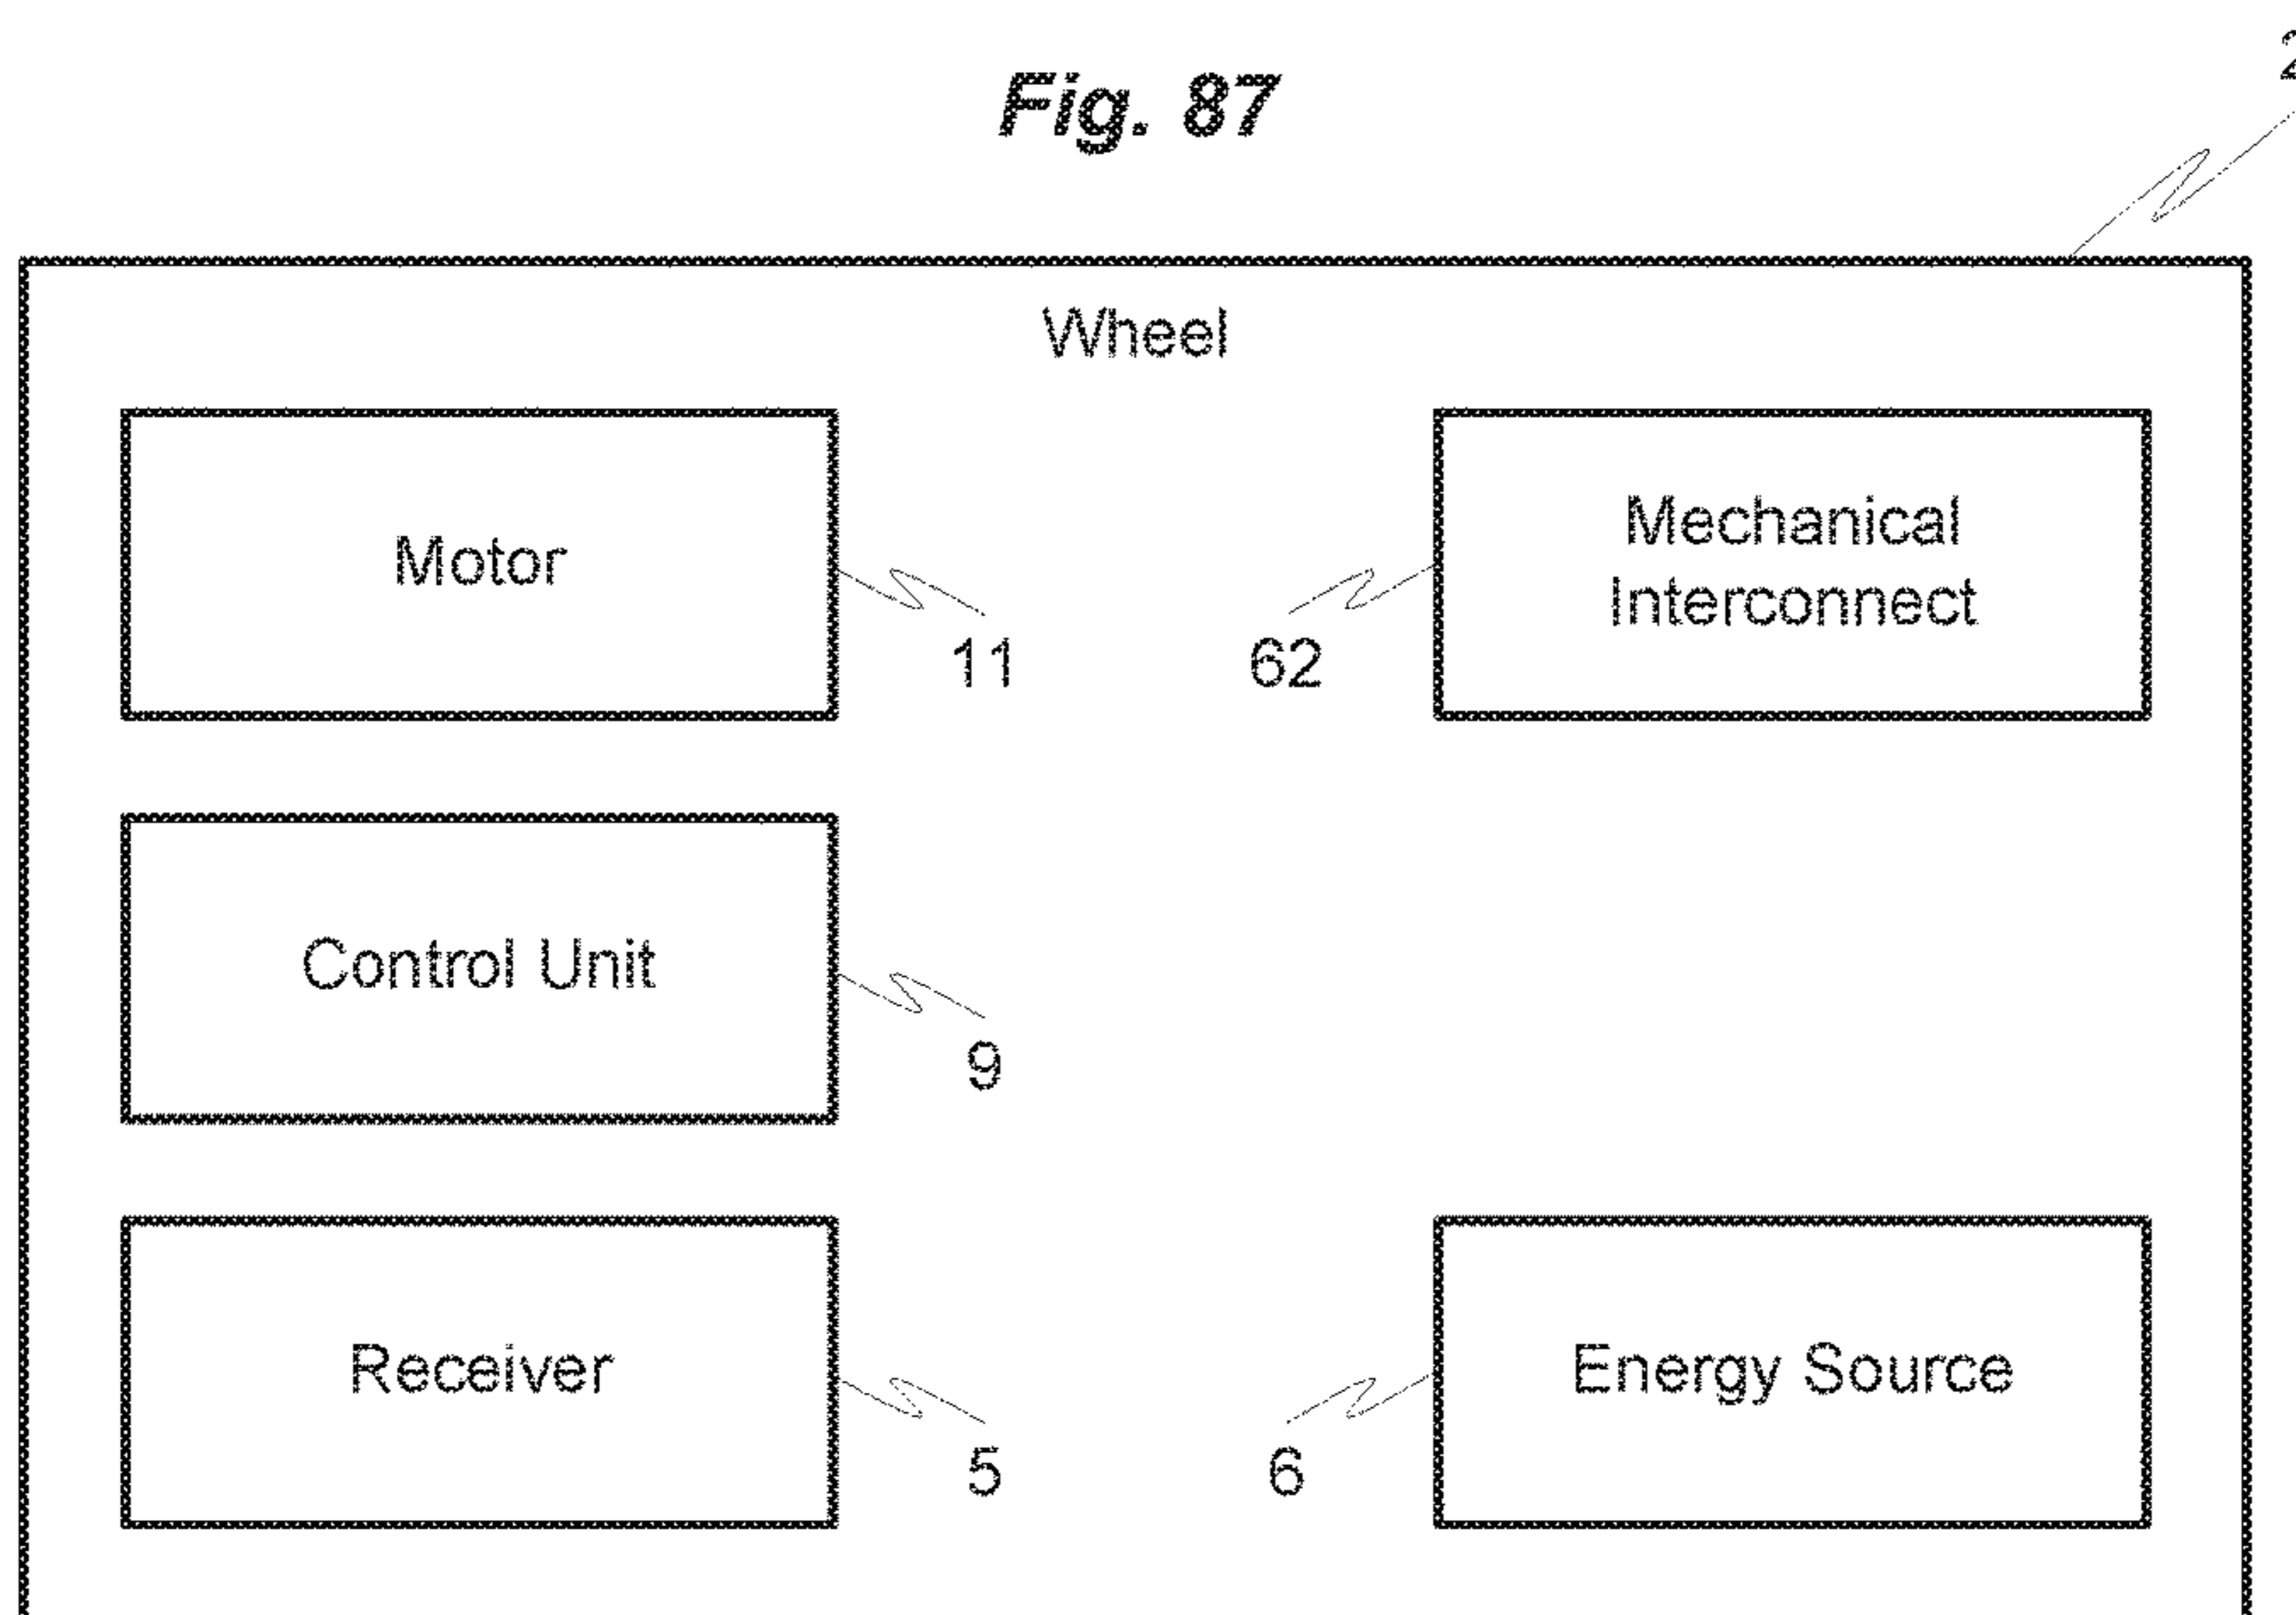 Fig. 87
Wheel
Motor
11
Mechanical
Interconnect
62
Control Unit
9
Receiver
5
Energy Source
6